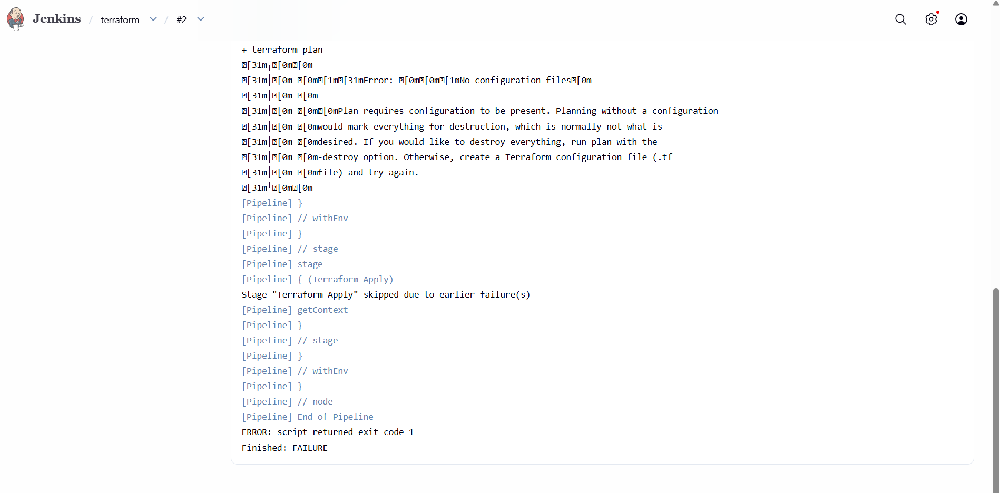 Jenkins / terraform / #2
+ terraform plan
[31m╷[0m[0m
[31m│[0m [0m[1m[31mError: [0m[0m[1mNo configuration files[0m
[31m│[0m [0m
[31m│[0m [0m[0mPlan requires configuration to be present. Planning without a configuration
[31m│[0m [0mwould mark everything for destruction, which is normally not what is
[31m│[0m [0mdesired. If you would like to destroy everything, run plan with the
[31m│[0m [0m-destroy option. Otherwise, create a Terraform configuration file (.tf
[31m│[0m [0mfile) and try again.
[31m╵[0m[0m
[Pipeline] }
[Pipeline] // withEnv
[Pipeline] }
[Pipeline] // stage
[Pipeline] stage
[Pipeline] { (Terraform Apply)
Stage "Terraform Apply" skipped due to earlier failure(s)
[Pipeline] getContext
[Pipeline] }
[Pipeline] // stage
[Pipeline] }
[Pipeline] // withEnv
[Pipeline] }
[Pipeline] // node
[Pipeline] End of Pipeline
ERROR: script returned exit code 1
Finished: FAILURE